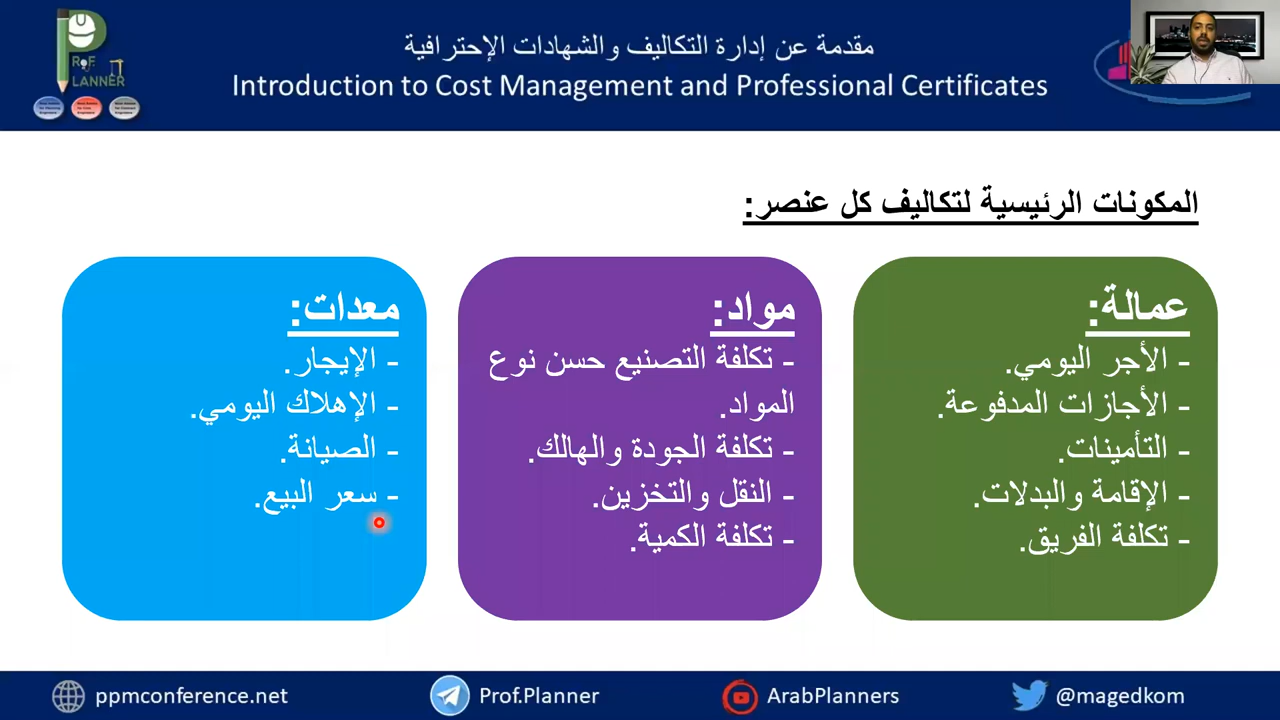 مقدمة عن إدارة التكاليف والشهادات الإحترافية
Introduction to Cost Management and Professional Certificates
المكونات الرئيسية لتكاليف كل عنصر:
عمالة:
- الأجر اليومي.
- الأجازات المدفوعة.
- التأمينات.
- الإقامة والبدلات.
- تكلفة الفريق.
مواد:
- تكلفة التصنيع حسن نوع
المواد.
- تكلفة الجودة والهالك.
- النقل والتخزين.
- تكلفة الكمية.
معدات:
- الإيجار.
- الإهلاك اليومي.
- الصيانة.
- سعر البيع.
ppmconference.net
Prof.Planner
ArabPlanners
@magedkom